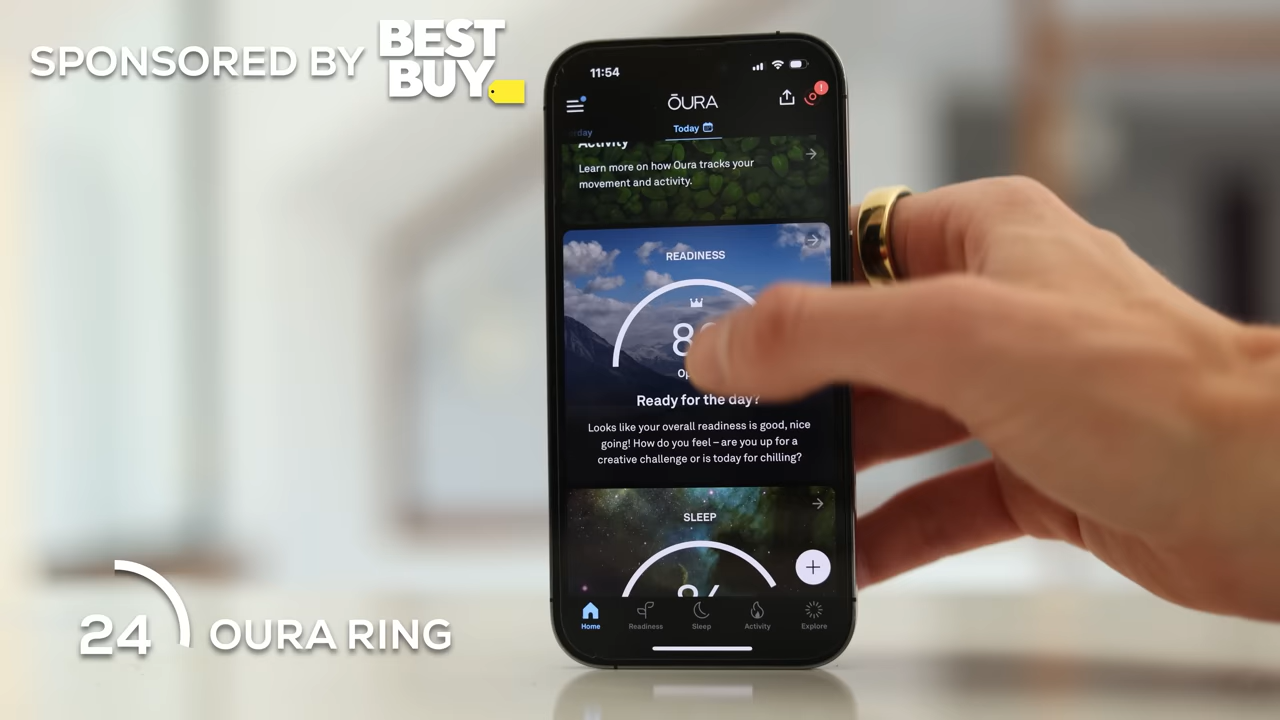 SPONSORED BY BEST BUY
11:54
ŌURA
Today
Activity
Learn more on how Oura tracks your
movement and activity.
READINESS
Ready for the day?
Looks like your overall readiness is good, nice
going! How do you feel – are you up for a
creative challenge or is today for chilling?
SLEEP
Home Readiness Sleep Activity Explore
24 OURA RING